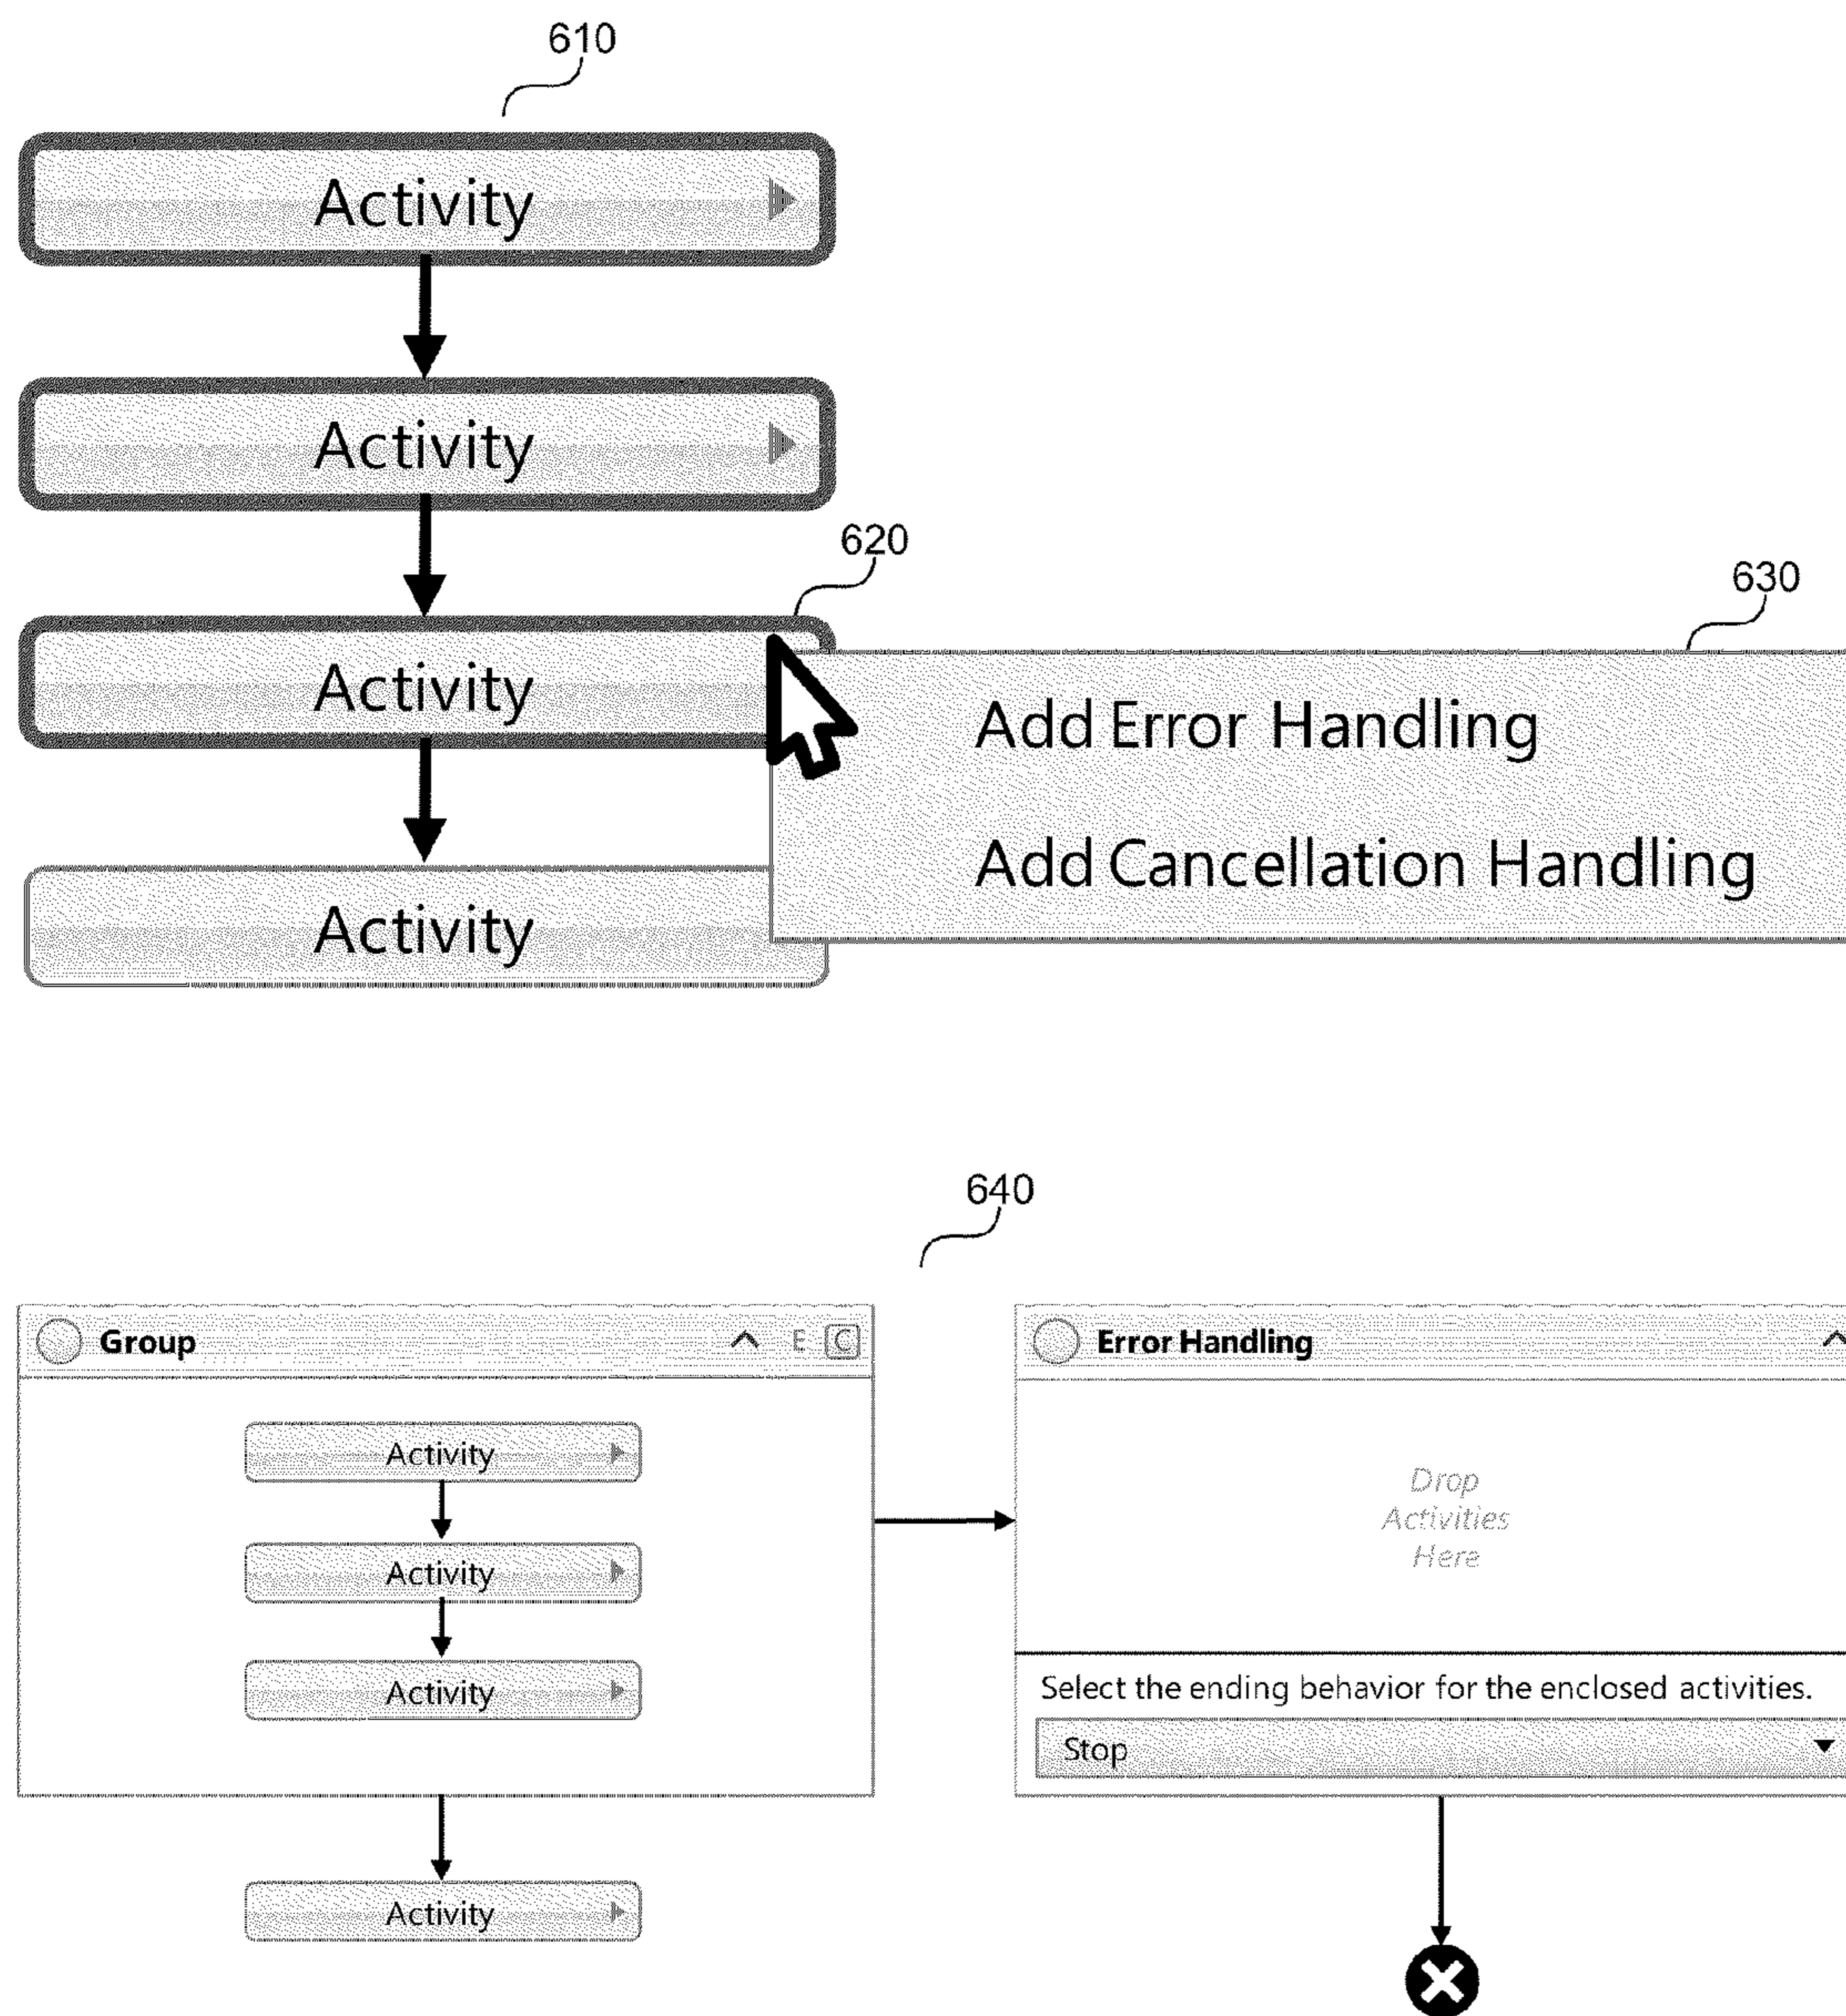 610
Activity
Activity
620
630
Activity
Add Error Handling
Add Cancellation Handling
Activity
640
Group
E C
Error Handling
Activity
Activity
Activity
Drop
Activities
Here
Select the ending behavior for the enclosed activities.
Stop
Activity